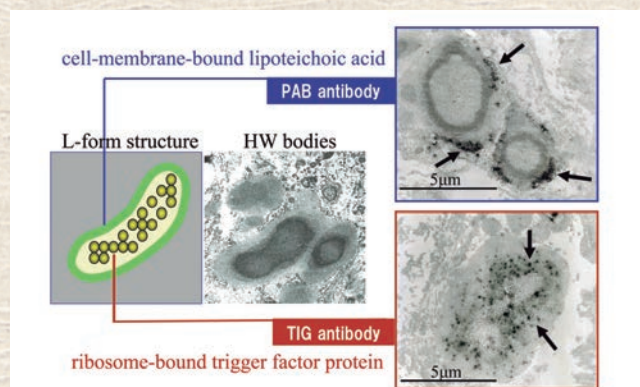 cell-membrane-bound lipoteichoic acid
PAB antibody
L-form structure
HW bodies
5μm
TIG antibody
ribosome-bound trigger factor protein
5μm